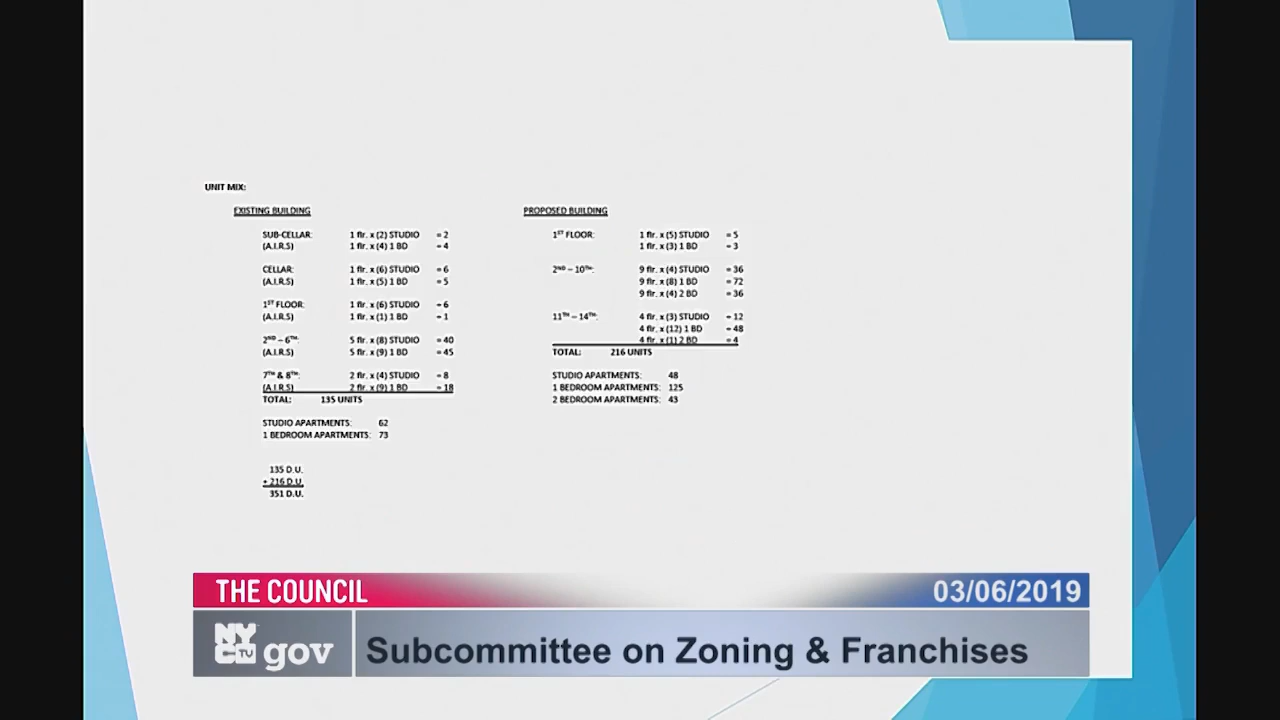 UNIT MIX:
EXISTING BUILDING
SUB-CELLAR: 1 flr. x (2) STUDIO = 2
(A.I.R.S) 1 flr. x (4) 1 BD = 4
CELLAR: 1 flr. x (6) STUDIO = 6
(A.I.R.S) 1 flr. x (5) 1 BD = 5
1ST FLOOR: 1 flr. x (6) STUDIO = 6
(A.I.R.S) 1 flr. x (1) 1 BD = 1
2ND – 6TH: 5 flr. x (8) STUDIO = 40
(A.I.R.S) 5 flr. x (9) 1 BD = 45
7TH & 8TH: 2 flr. x (4) STUDIO = 8
(A.I.R.S) 2 flr. x (9) 1 BD = 18
TOTAL: 135 UNITS
STUDIO APARTMENTS: 62
1 BEDROOM APARTMENTS: 73
135 D.U.
+ 216 D.U.
351 D.U.
PROPOSED BUILDING
1ST FLOOR: 1 flr. x (5) STUDIO = 5
1 flr. x (3) 1 BD = 3
2ND – 10TH: 9 flr. x (4) STUDIO = 36
9 flr. x (8) 1 BD = 72
9 flr. x (4) 2 BD = 36
11TH – 14TH: 4 flr. x (3) STUDIO = 12
4 flr. x (12) 1 BD = 48
4 flr. x (1) 2 BD = 4
TOTAL: 216 UNITS
STUDIO APARTMENTS: 48
1 BEDROOM APARTMENTS: 125
2 BEDROOM APARTMENTS: 43
THE COUNCIL 03/06/2019
NYC TV gov Subcommittee on Zoning & Franchises